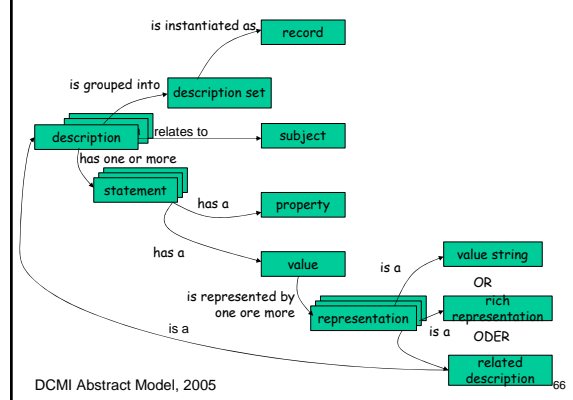 is instantiated as
record
is grouped into
description set
description
relates to
subject
has one or more
statement
has a
property
has a
value
is a
value string
OR
is represented by
one ore more
representation
rich
representation
is a
ODER
is a
related
description
DCMI Abstract Model, 2005
66